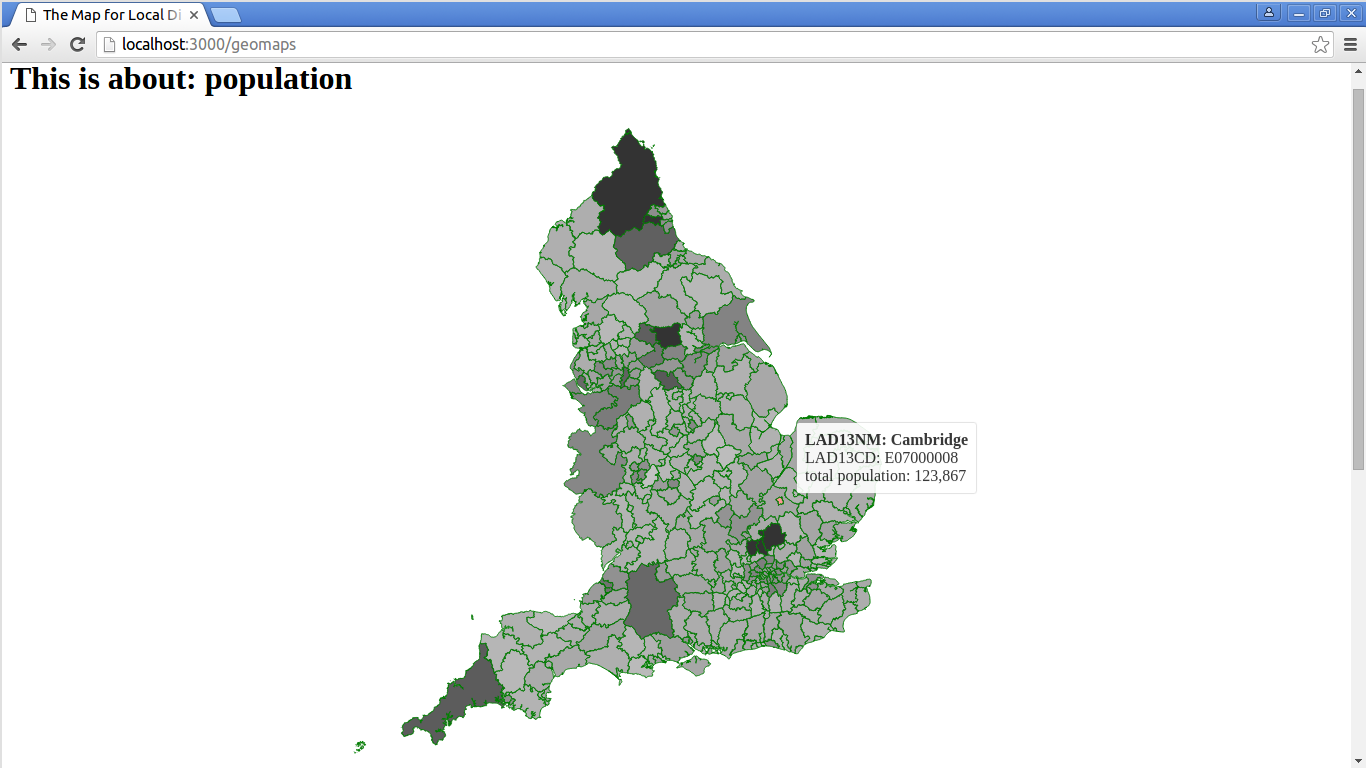 The Map for Local Di
localhost:3000/geomaps
This is about: population
LAD13NM: Cambridge
LAD13CD: E07000008
total population: 123,867